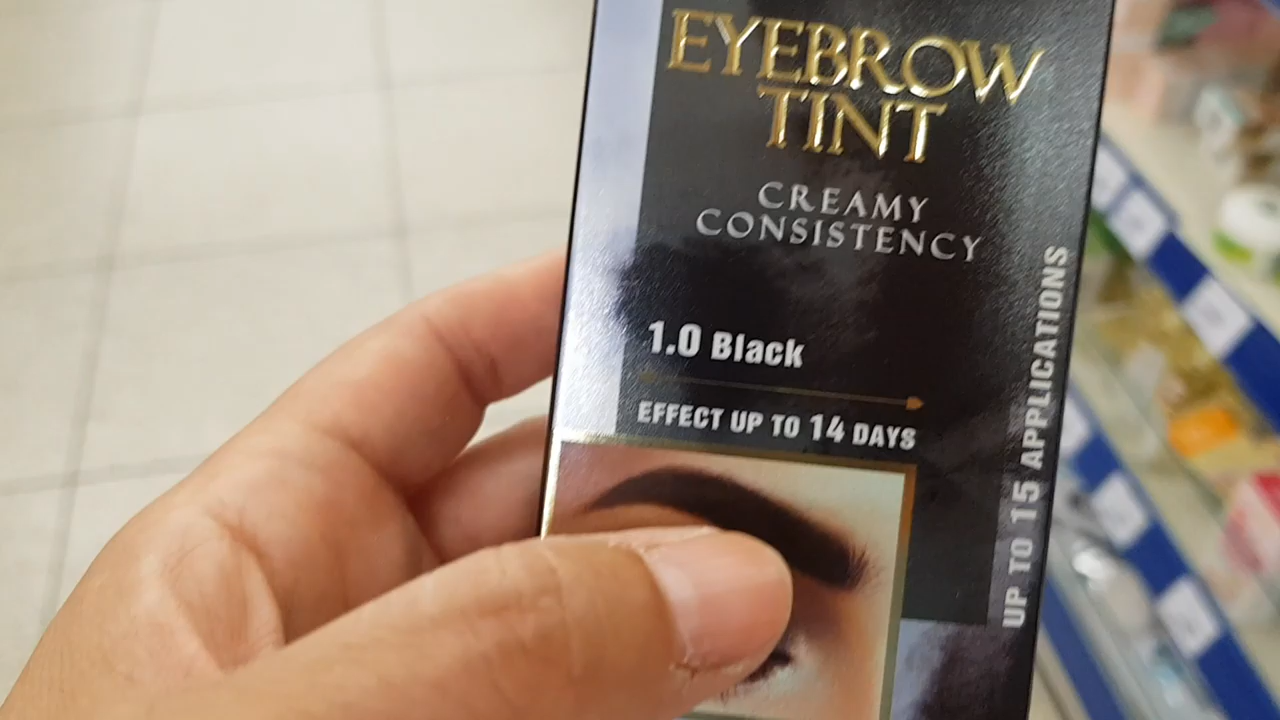 EYEBROW
TINT
CREAMY
CONSISTENCY
1.0 Black
EFFECT UP TO 14 DAYS
UP TO 15 APPLICATIONS